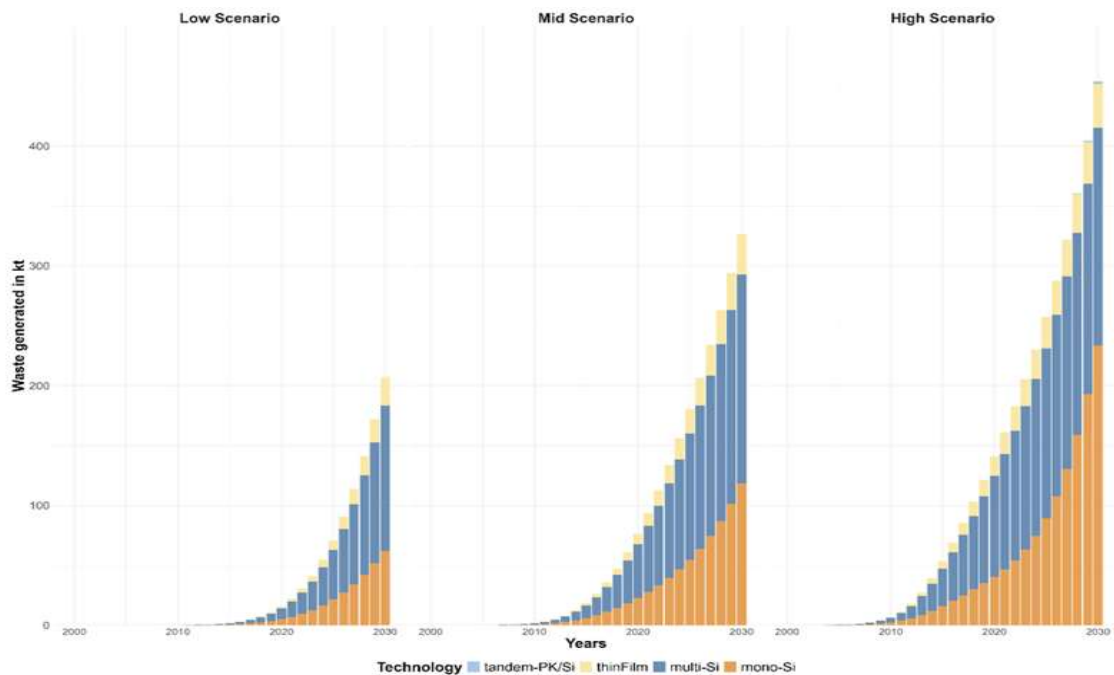 Low Scenario
Mid Scenario
High Scenario
Waste generated in kt
400
300
200
100
0
2000 2010 2020 2030
2000 2010 2020 2030
2000 2010 2020 2030
Years
Technology tandem-PK/Si thinFilm multi-Si mono-Si